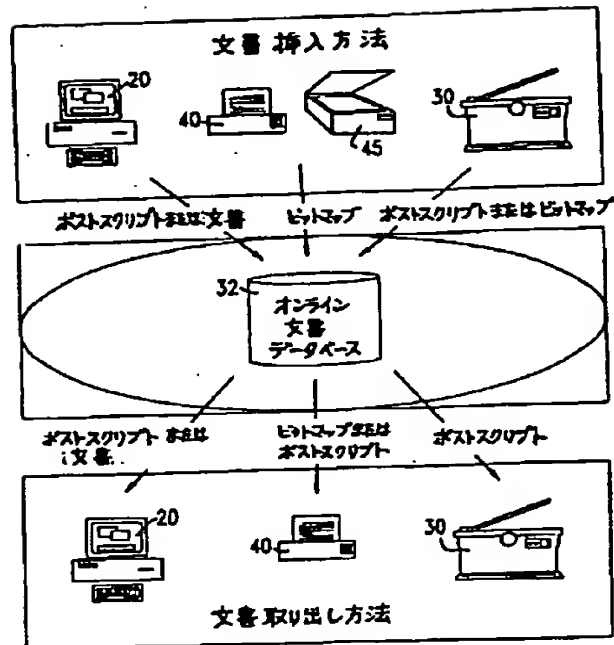 文書挿入方法
20
40
45
30
ポストスクリプトまたは文書
ビットマップ
ポストスクリプトまたはビットマップ
32
オンライン
文書
データベース
ポストスクリプトまたは
文書
ビットマップまたは
ポストスクリプト
ポストスクリプト
20
40
30
文書取り出し方法